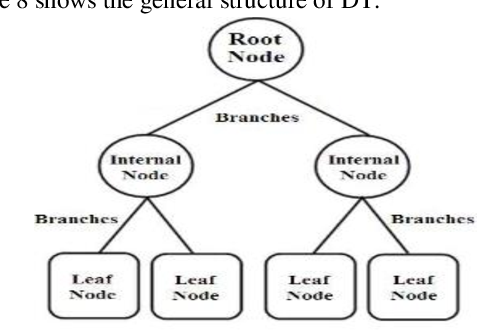 e 8 shows the general structure of DT.
Root
Node
Branches
Internal
Node
Internal
Node
Branches
Branches
Leaf
Node
Leaf
Node
Leaf
Node
Leaf
Node